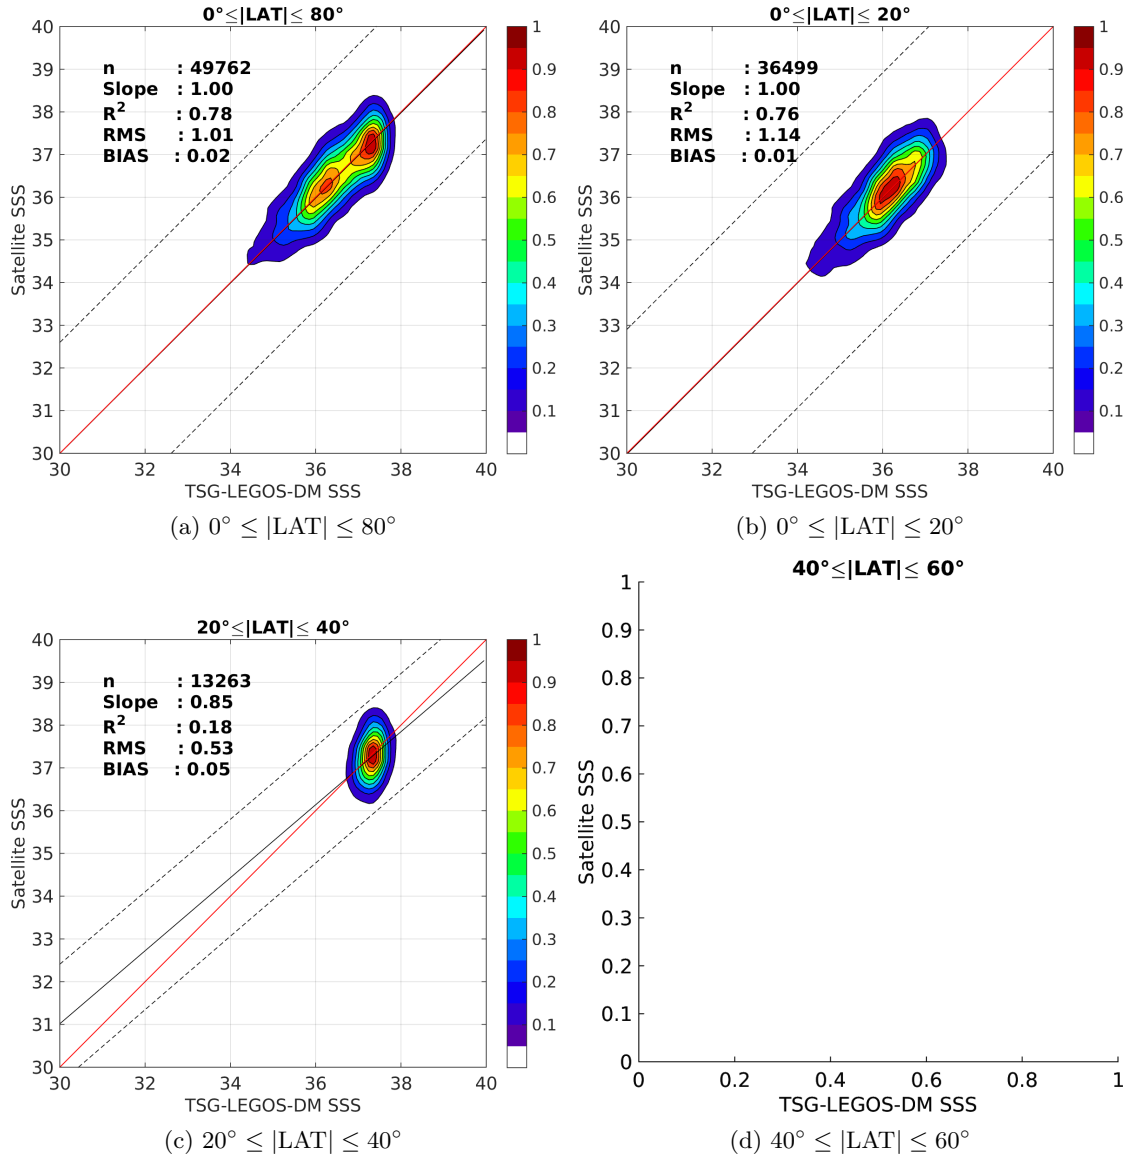 0°≤|LAT|≤ 80°
40
39
38
37
36
35
34
33
32
31
30
Satellite SSS
n : 49762
Slope : 1.00
R² : 0.78
RMS : 1.01
BIAS : 0.02
30 32 34 36 38 40
TSG-LEGOS-DM SSS
1
0.9
0.8
0.7
0.6
0.5
0.4
0.3
0.2
0.1
(a) 0° ≤ |LAT| ≤ 80°
0°≤|LAT|≤ 20°
40
39
38
37
36
35
34
33
32
31
30
Satellite SSS
n : 36499
Slope : 1.00
R² : 0.76
RMS : 1.14
BIAS : 0.01
30 32 34 36 38 40
TSG-LEGOS-DM SSS
1
0.9
0.8
0.7
0.6
0.5
0.4
0.3
0.2
0.1
(b) 0° ≤ |LAT| ≤ 20°
20°≤|LAT|≤ 40°
40
39
38
37
36
35
34
33
32
31
30
Satellite SSS
n : 13263
Slope : 0.85
R² : 0.18
RMS : 0.53
BIAS : 0.05
30 32 34 36 38 40
TSG-LEGOS-DM SSS
1
0.9
0.8
0.7
0.6
0.5
0.4
0.3
0.2
0.1
(c) 20° ≤ |LAT| ≤ 40°
40°≤|LAT|≤ 60°
1
0.9
0.8
0.7
0.6
0.5
0.4
0.3
0.2
0.1
0
Satellite SSS
0 0.2 0.4 0.6 0.8 1
TSG-LEGOS-DM SSS
(d) 40° ≤ |LAT| ≤ 60°